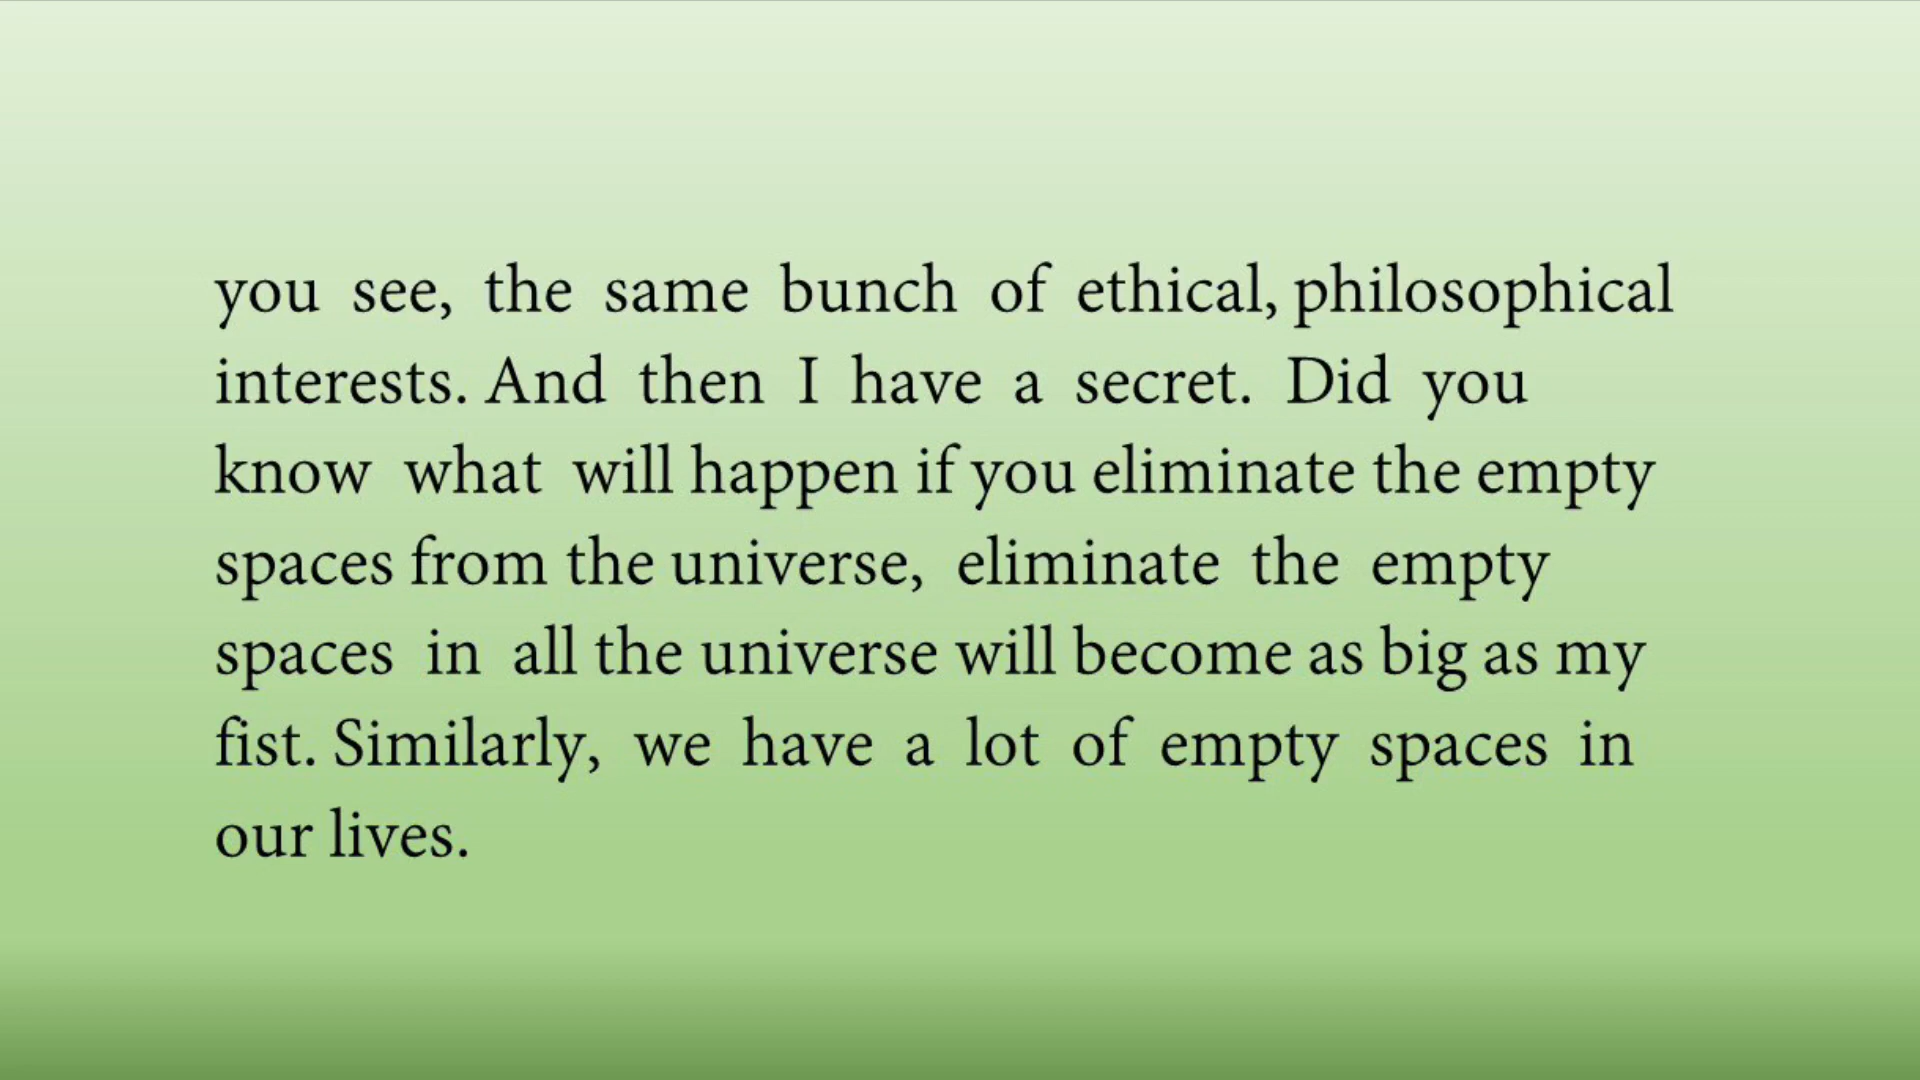 you see, the same bunch of ethical, philosophical
interests. And then I have a secret. Did you
know what will happen if you eliminate the empty
spaces from the universe, eliminate the empty
spaces in all the universe will become as big as my
fist. Similarly, we have a lot of empty spaces in
our lives.